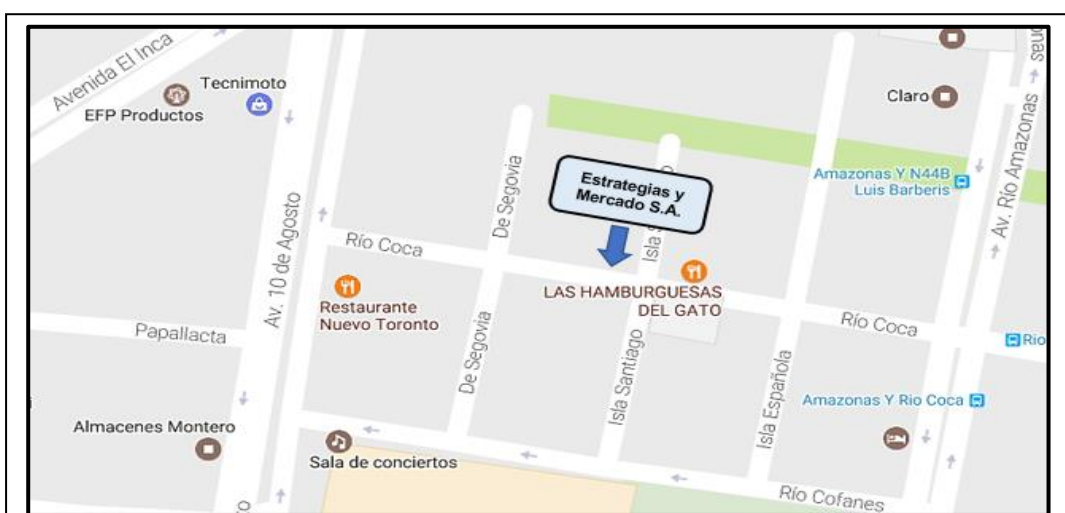 Avenida El Inca
Tecnimoto
EFP Productos
Claro
Av. Río Amazonas
Amazonas Y N44B
Luis Barberis
Estrategias y
Mercado S.A.
De Segovia
Isla
Av. 10 de Agosto
Río Coca
LAS HAMBURGUESAS
DEL GATO
Restaurante
Nuevo Toronto
Papallacta
Río Coca
Rio
De Segovia
Isla Santiago
Isla Española
Amazonas Y Rio Coca
Almacenes Montero
Sala de conciertos
Río Cofanes